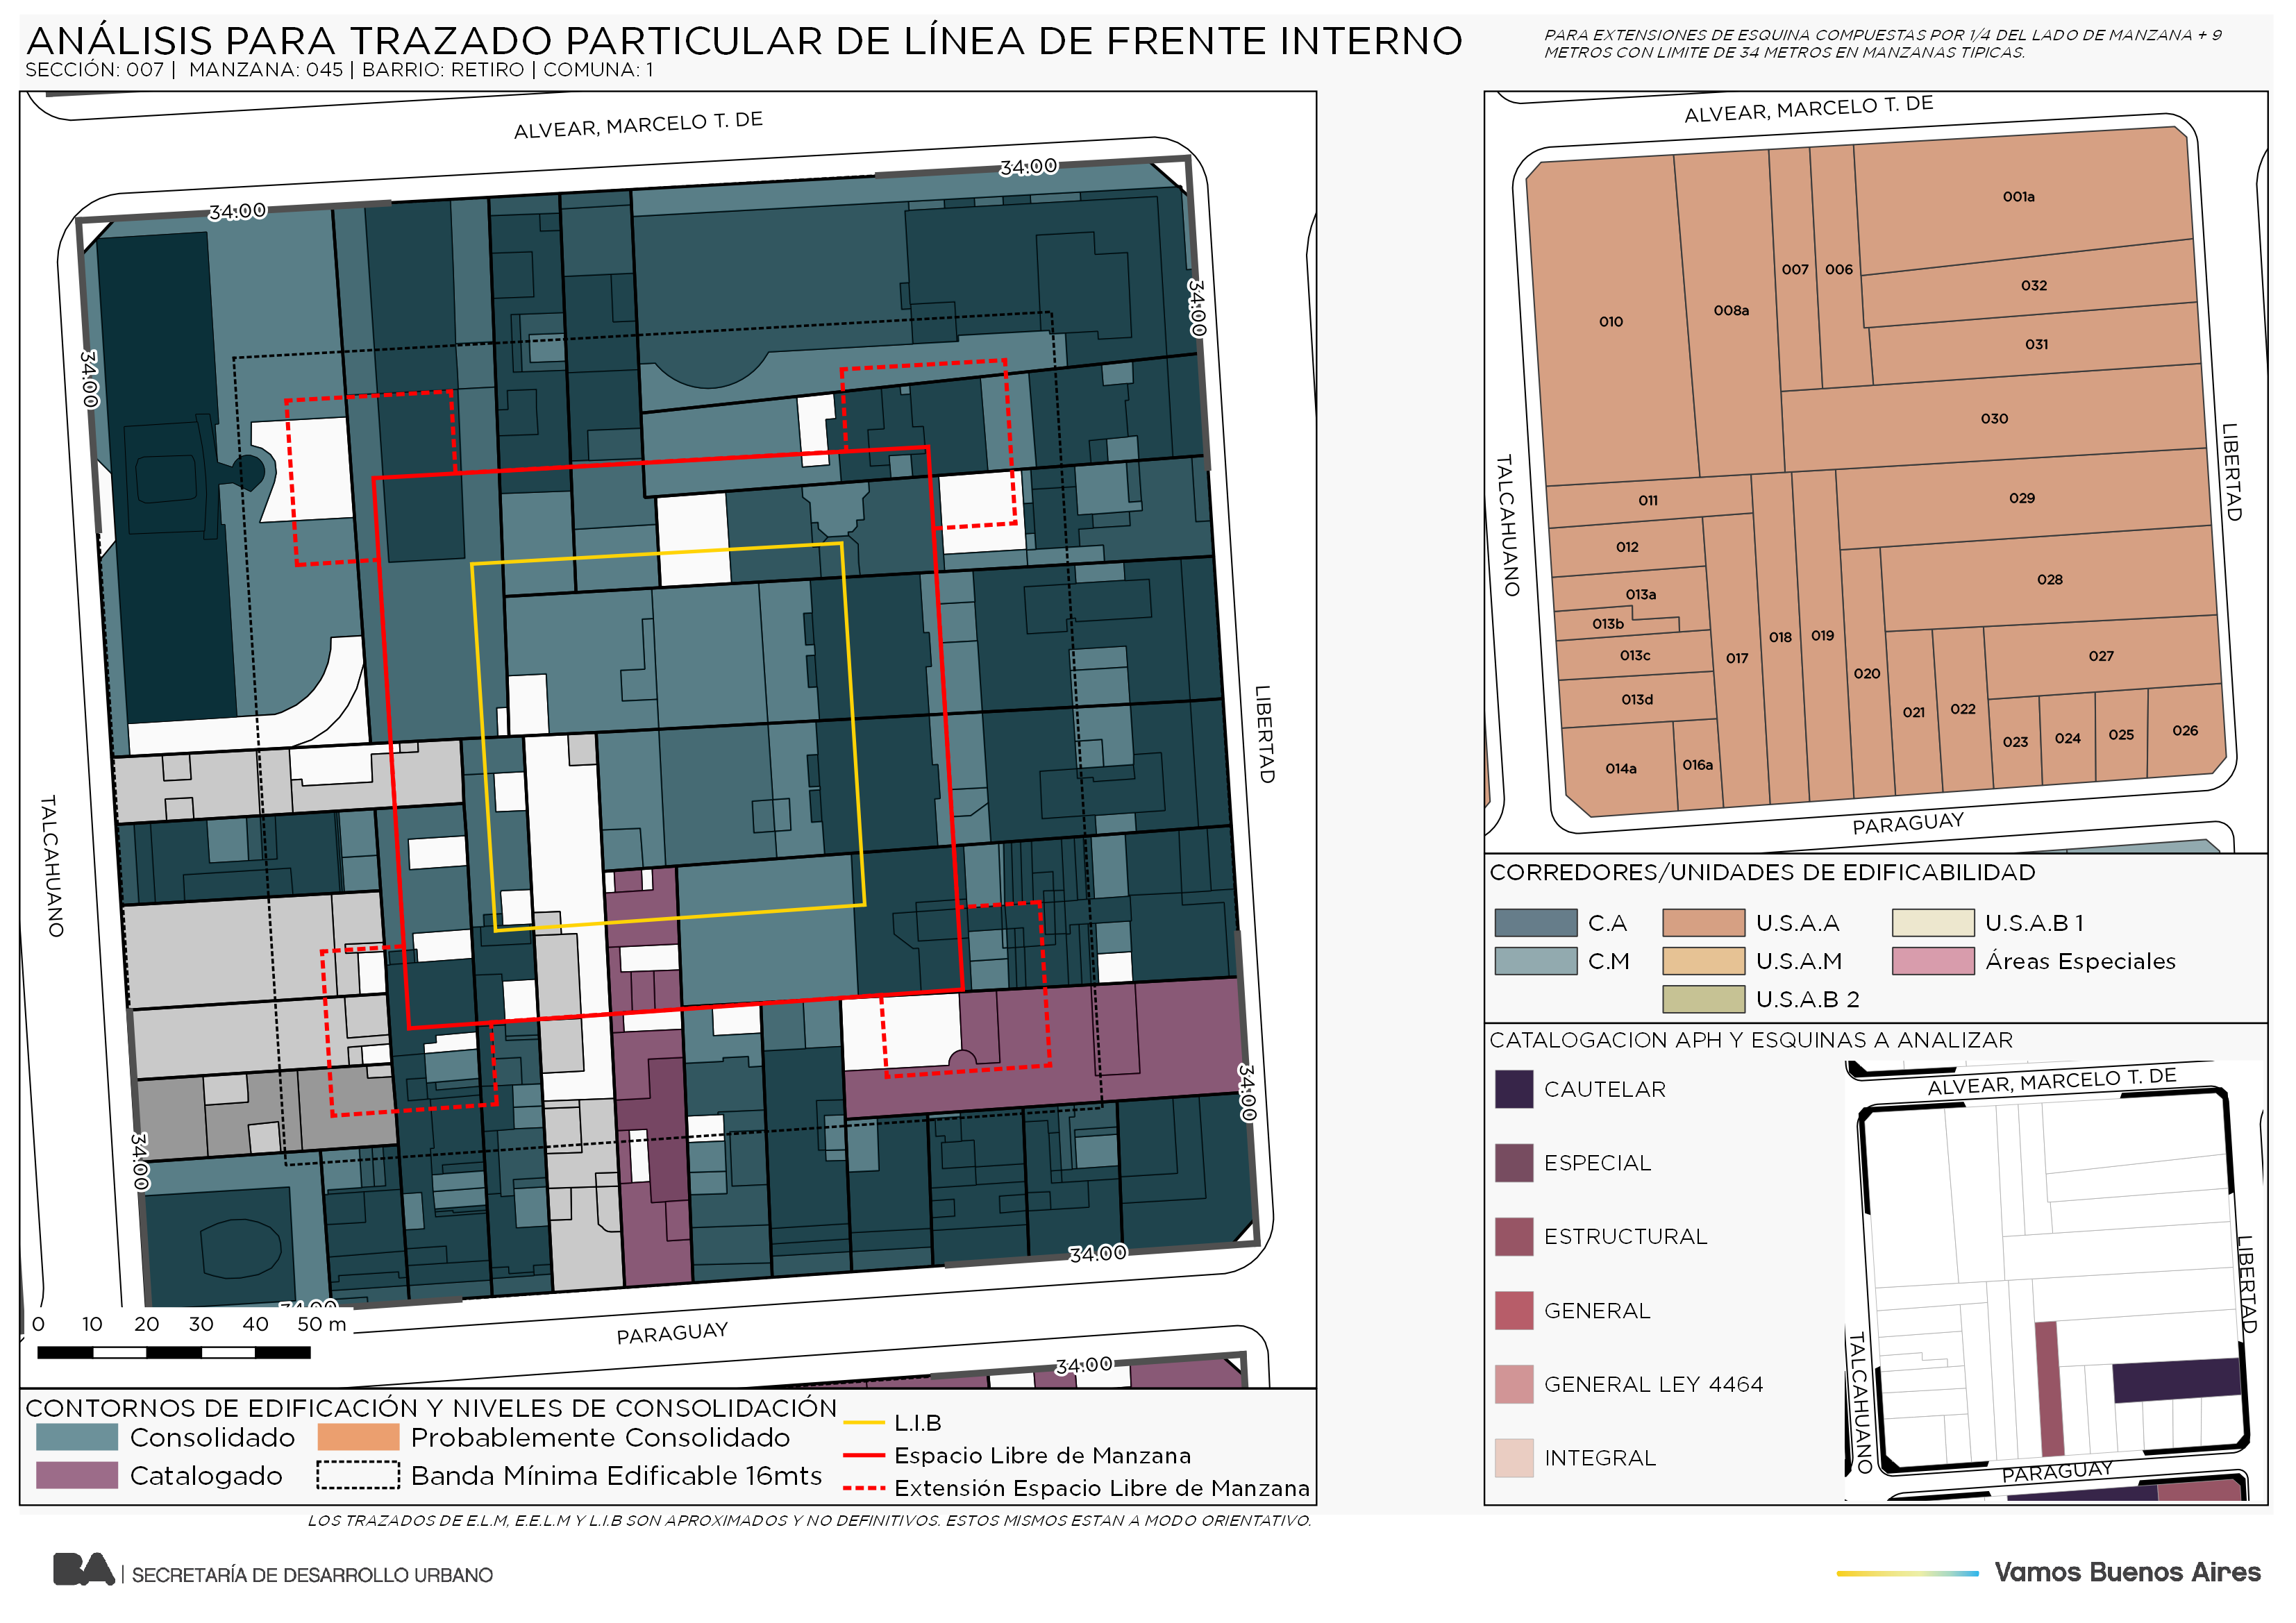 ANÁLISIS PARA TRAZADO PARTICULAR DE LÍNEA DE FRENTE INTERNO
SECCIÓN: 007 | MANZANA: 045 | BARRIO: RETIRO | COMUNA: 1
PARA EXTENSIONES DE ESQUINA COMPUESTAS POR 1/4 DEL LADO DE MANZANA + 9
METROS CON LIMITE DE 34 METROS EN MANZANAS TIPICAS.
ALVEAR, MARCELO T. DE
34:00
34:00
34:00
34:00
LIBERTAD
TALCAHUANO
34:00
34:00
34:00
34:00
PARAGUAY
34:00
0 10 20 30 40 50 m
CONTORNOS DE EDIFICACIÓN Y NIVELES DE CONSOLIDACIÓN
Consolidado
Probablemente Consolidado
Catalogado
Banda Mínima Edificable 16mts
L.I.B
Espacio Libre de Manzana
Extensión Espacio Libre de Manzana
LOS TRAZADOS DE E.L.M, E.E.L.M Y L.I.B SON APROXIMADOS Y NO DEFINITIVOS. ESTOS MISMOS ESTAN A MODO ORIENTATIVO.
ALVEAR, MARCELO T. DE
001a
007
006
032
010
008a
031
030
LIBERTAD
TALCAHUANO
011
029
012
028
013a
013b
018
019
013c
017
027
020
013d
021
022
023
024
025
026
014a
016a
PARAGUAY
CORREDORES/UNIDADES DE EDIFICABILIDAD
C.A
U.S.A.A
U.S.A.B 1
C.M
U.S.A.M
Áreas Especiales
U.S.A.B 2
CATALOGACION APH Y ESQUINAS A ANALIZAR
CAUTELAR
ESPECIAL
ESTRUCTURAL
GENERAL
GENERAL LEY 4464
INTEGRAL
ALVEAR, MARCELO T. DE
LIBERTAD
TALCAHUANO
PARAGUAY
BA | SECRETARÍA DE DESARROLLO URBANO
Vamos Buenos Aires